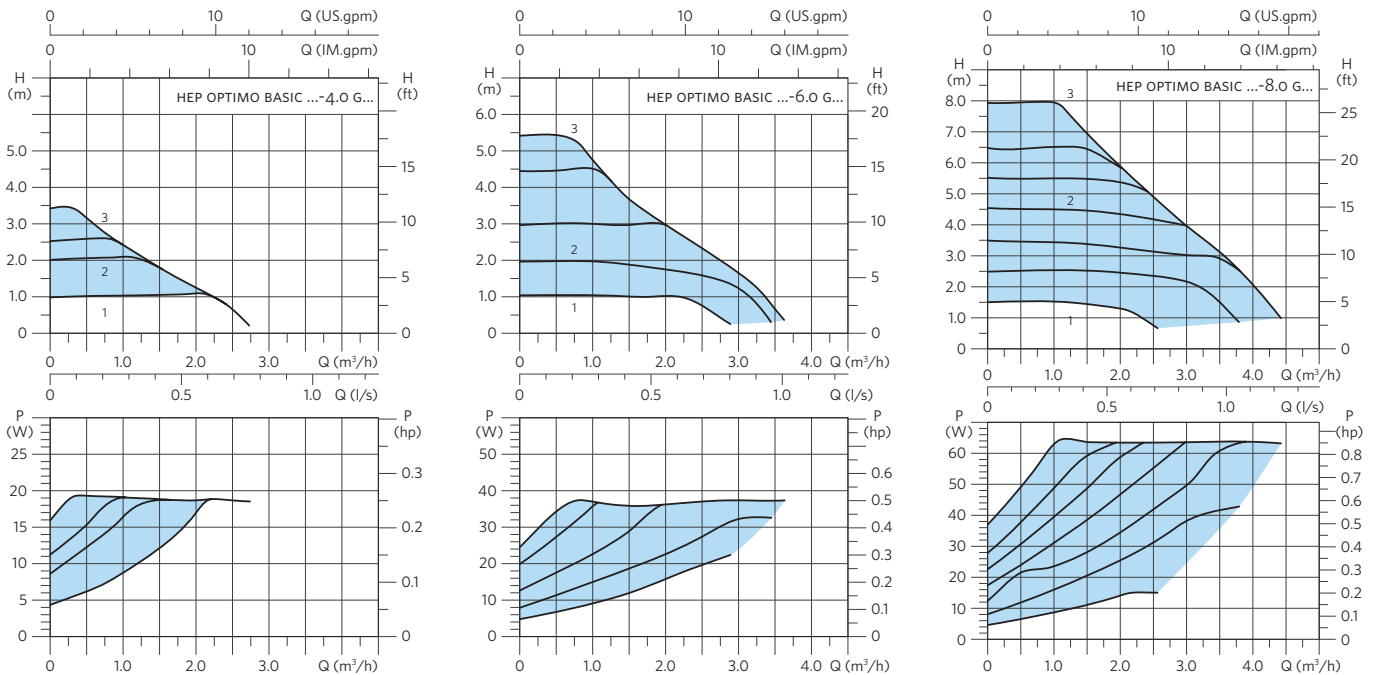 0 10 Q (US.gpm)
0 10 Q (IM.gpm)
H (m) H (ft)
HEP OPTIMO BASIC ...-4.0 G...
5.0 15
4.0
3.0 10
2.0 5
1.0
0 0
3
2
1
0 1.0 2.0 3.0 Q (m³/h)
0 0.5 1.0 Q (l/s)
P (W) P (hp)
25 0.3
20
15 0.2
10 0.1
5
0 0
0 1.0 2.0 3.0 Q (m³/h)
0 10 Q (US.gpm)
0 10 Q (IM.gpm)
H (m) H (ft)
HEP OPTIMO BASIC ...-6.0 G...
6.0 20
5.0 15
4.0
3.0 10
2.0 5
1.0
0 0
3
2
1
0 1.0 2.0 3.0 4.0 Q (m³/h)
0 0.5 1.0 Q (l/s)
P (W) P (hp)
50 0.6
40 0.5
30 0.4
20 0.3
0.2
10 0.1
0 0
0 1.0 2.0 3.0 4.0 Q (m³/h)
0 10 Q (US.gpm)
0 10 Q (IM.gpm)
H (m) H (ft)
HEP OPTIMO BASIC ...-8.0 G...
8.0 25
7.0
6.0 20
5.0 15
4.0
3.0 10
2.0 5
1.0
0 0
3
2
1
0 1.0 2.0 3.0 4.0 Q (m³/h)
0 0.5 1.0 Q (l/s)
P (W) P (hp)
60 0.8
50 0.7
0.6
40 0.5
30 0.4
0.3
20 0.2
10 0.1
0 0
0 1.0 2.0 3.0 4.0 Q (m³/h)